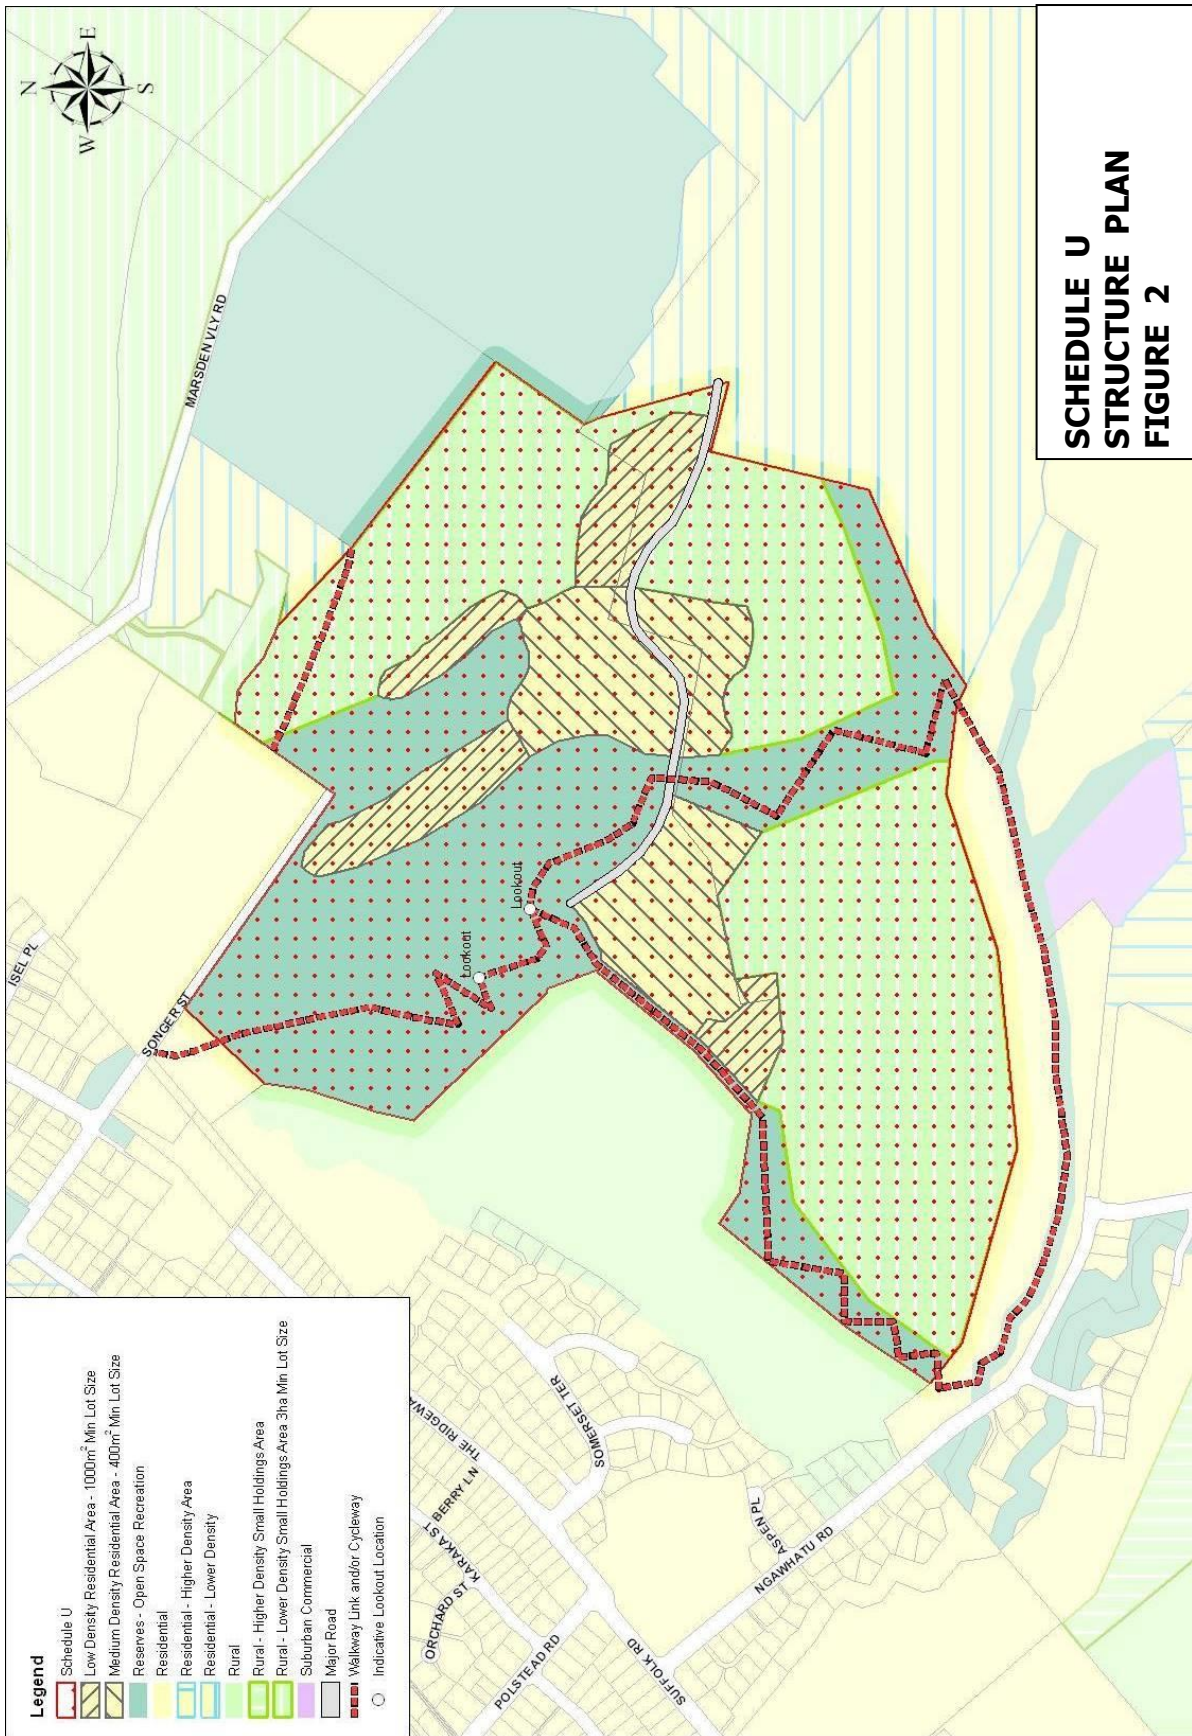 N
E
S
W
MARSDEN VLY RD
ISEL PL
SONGER ST
Lookout
Lookout
SCHEDULE U
STRUCTURE PLAN
FIGURE 2
Legend
Schedule U
Low Density Residential Area - 1000m² Min Lot Size
Medium Density Residential Area - 400m² Min Lot Size
Reserves - Open Space Recreation
Residential
Residential - Higher Density Area
Residential - Lower Density
Rural
Rural - Higher Density Small Holdings Area
Rural - Lower Density Small Holdings Area 3ha Min Lot Size
Suburban Commercial
Major Road
Walkway Link and/or Cycleway
Indicative Lookout Location
THE RIDGEWA
SOMERSET TER
BERRY LN
KARAKA ST
ORCHARD ST
ASPEN PL
NGAWHATU RD
POLSTEAD RD
SUFFOLK RD